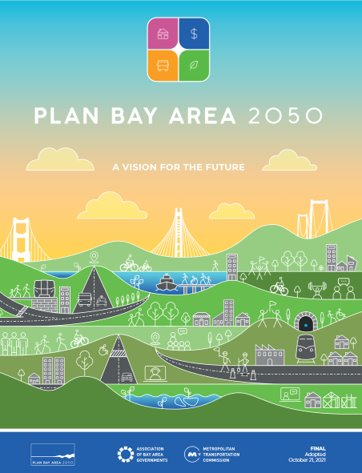 PLAN BAY AREA 2050
A VISION FOR THE FUTURE
PLAN BAY AREA 2050
ASSOCIATION
OF BAY AREA
GOVERNMENTS
METROPOLITAN
TRANSPORTATION
COMMISSION
FINAL
Adopted
October 21, 2021